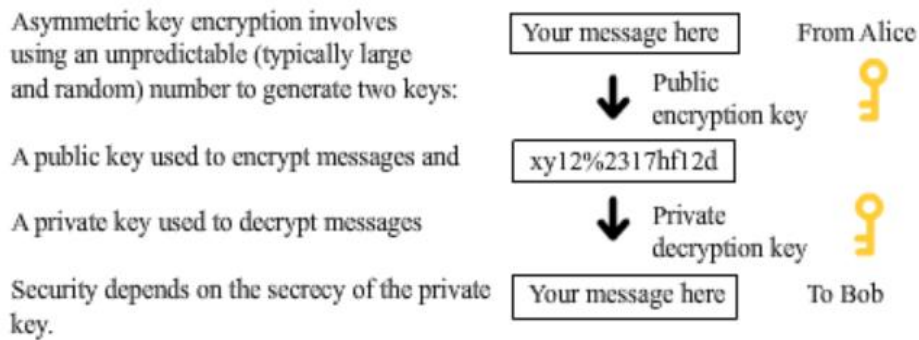 Asymmetric key encryption involves
using an unpredictable (typically large
and random) number to generate two keys:
A public key used to encrypt messages and
A private key used to decrypt messages
Security depends on the secrecy of the private
key.
Your message here
From Alice
Public
encryption key
xy12%2317hf12d
Private
decryption key
Your message here
To Bob